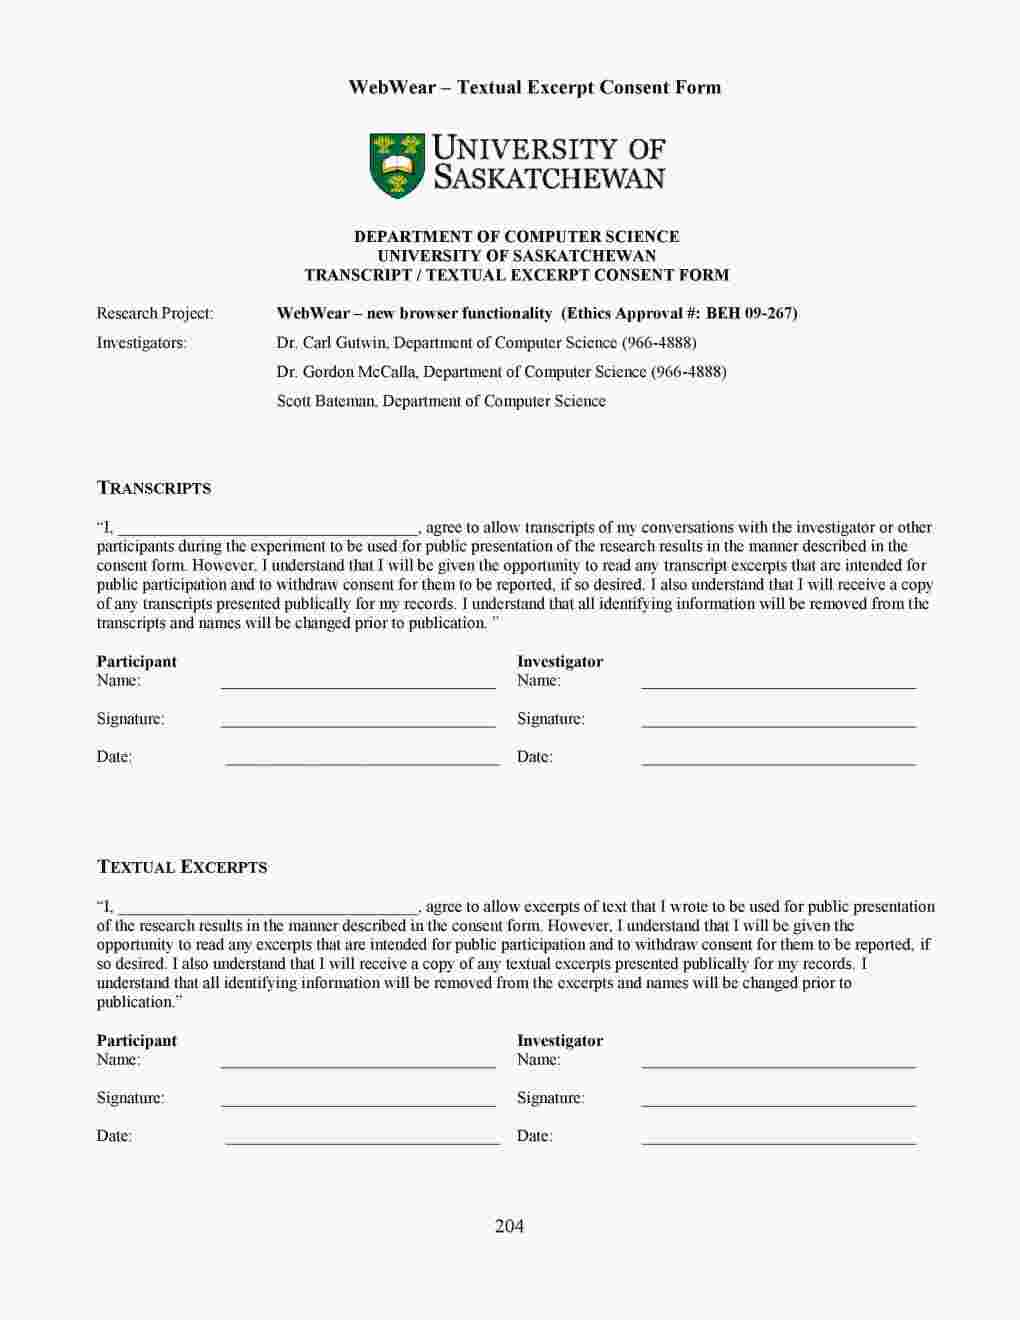 WebWear – Textual Excerpt Consent Form
UNIVERSITY OF
SASKATCHEWAN
DEPARTMENT OF COMPUTER SCIENCE
UNIVERSITY OF SASKATCHEWAN
TRANSCRIPT / TEXTUAL EXCERPT CONSENT FORM
Research Project: WebWear – new browser functionality (Ethics Approval #: BEH 09-267)
Investigators: Dr. Carl Gutwin, Department of Computer Science (966-4888)
Dr. Gordon McCalla, Department of Computer Science (966-4888)
Scott Bateman, Department of Computer Science
TRANSCRIPTS
“I, ____________________________________, agree to allow transcripts of my conversations with the investigator or other
participants during the experiment to be used for public presentation of the research results in the manner described in the
consent form. However, I understand that I will be given the opportunity to read any transcript excerpts that are intended for
public participation and to withdraw consent for them to be reported, if so desired. I also understand that I will receive a copy
of any transcripts presented publically for my records. I understand that all identifying information will be removed from the
transcripts and names will be changed prior to publication. ”
Participant Investigator
Name: _________________________________ Name: _________________________________
Signature: _________________________________ Signature: _________________________________
Date: _________________________________ Date: _________________________________
TEXTUAL EXCERPTS
“I, ____________________________________, agree to allow excerpts of text that I wrote to be used for public presentation
of the research results in the manner described in the consent form. However, I understand that I will be given the
opportunity to read any excerpts that are intended for public participation and to withdraw consent for them to be reported, if
so desired. I also understand that I will receive a copy of any textual excerpts presented publically for my records. I
understand that all identifying information will be removed from the excerpts and names will be changed prior to
publication.”
Participant Investigator
Name: _________________________________ Name: _________________________________
Signature: _________________________________ Signature: _________________________________
Date: _________________________________ Date: _________________________________
204